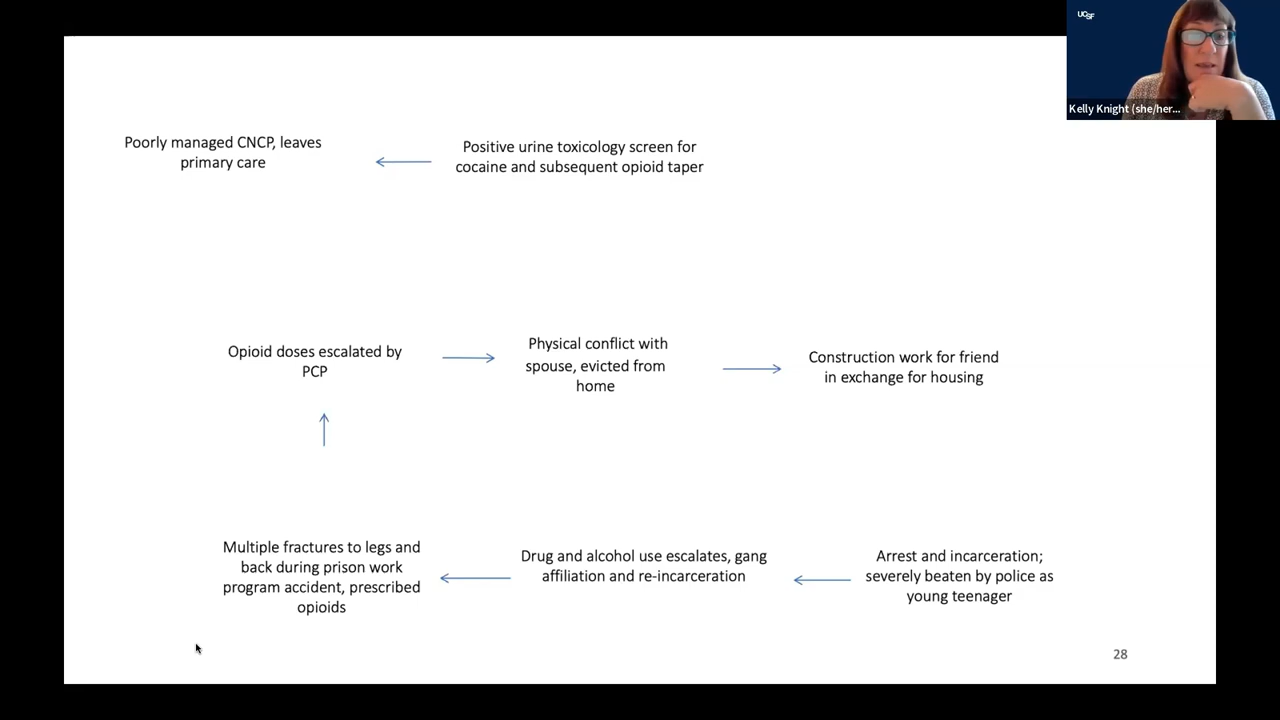 UCSF
Kelly Knight (she/her...
Poorly managed CNCP, leaves
primary care
Positive urine toxicology screen for
cocaine and subsequent opioid taper
Opioid doses escalated by
PCP
Physical conflict with
spouse, evicted from
home
Construction work for friend
in exchange for housing
Multiple fractures to legs and
back during prison work
program accident, prescribed
opioids
Drug and alcohol use escalates, gang
affiliation and re-incarceration
Arrest and incarceration;
severely beaten by police as
young teenager
28